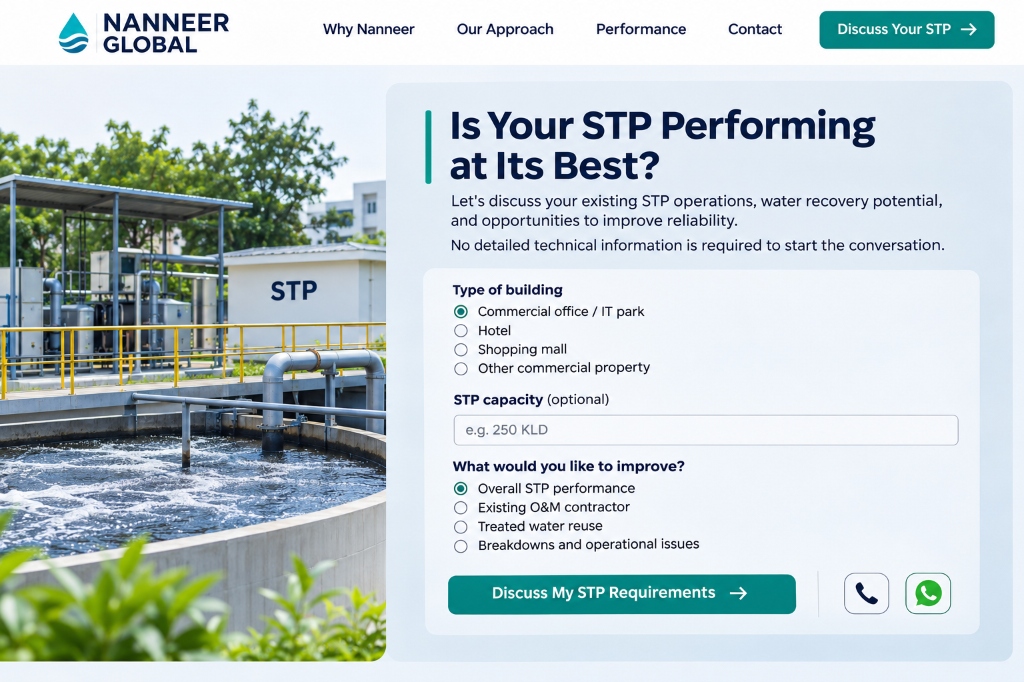 NANNEER
GLOBAL
Why Nanneer
Our Approach
Performance
Contact
Discuss Your STP →
STP
Is Your STP Performing
at Its Best?
Let's discuss your existing STP operations, water recovery potential,
and opportunities to improve reliability.
No detailed technical information is required to start the conversation.
Type of building
Commercial office / IT park
Hotel
Shopping mall
Other commercial property
STP capacity (optional)
e.g. 250 KLD
What would you like to improve?
Overall STP performance
Existing O&M contractor
Treated water reuse
Breakdowns and operational issues
Discuss My STP Requirements →